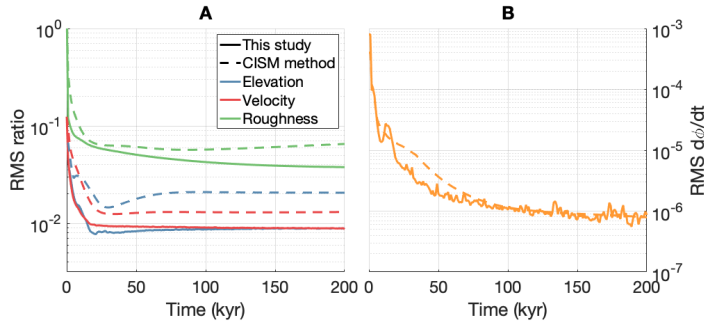 A
B
10^0
10^-1
10^-2
RMS ratio
This study
CISM method
Elevation
Velocity
Roughness
0
50
100
150
200
Time (kyr)
10^-3
10^-4
10^-5
10^-6
10^-7
RMS dϕ/dt
0
50
100
150
200
Time (kyr)